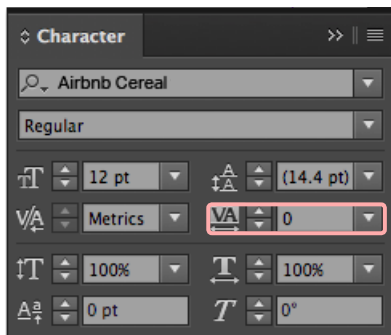 Character
Airbnb Cereal
Regular
12 pt (14.4 pt)
Metrics 0
100% 100%
0 pt 0°